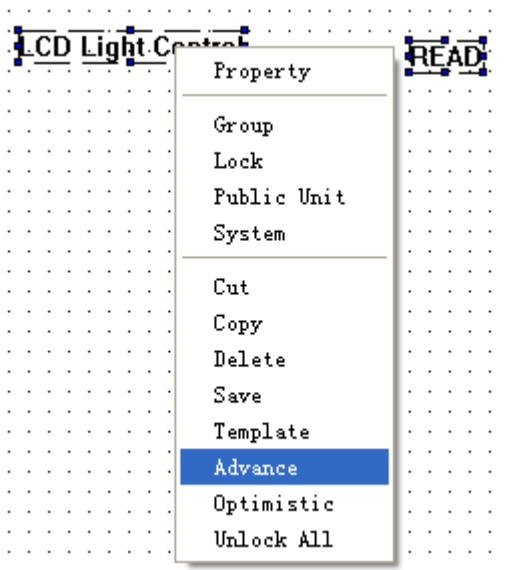 LCD Light Control
READ
Property
Group
Lock
Public Unit
System
Cut
Copy
Delete
Save
Template
Advance
Optimistic
Unlock All